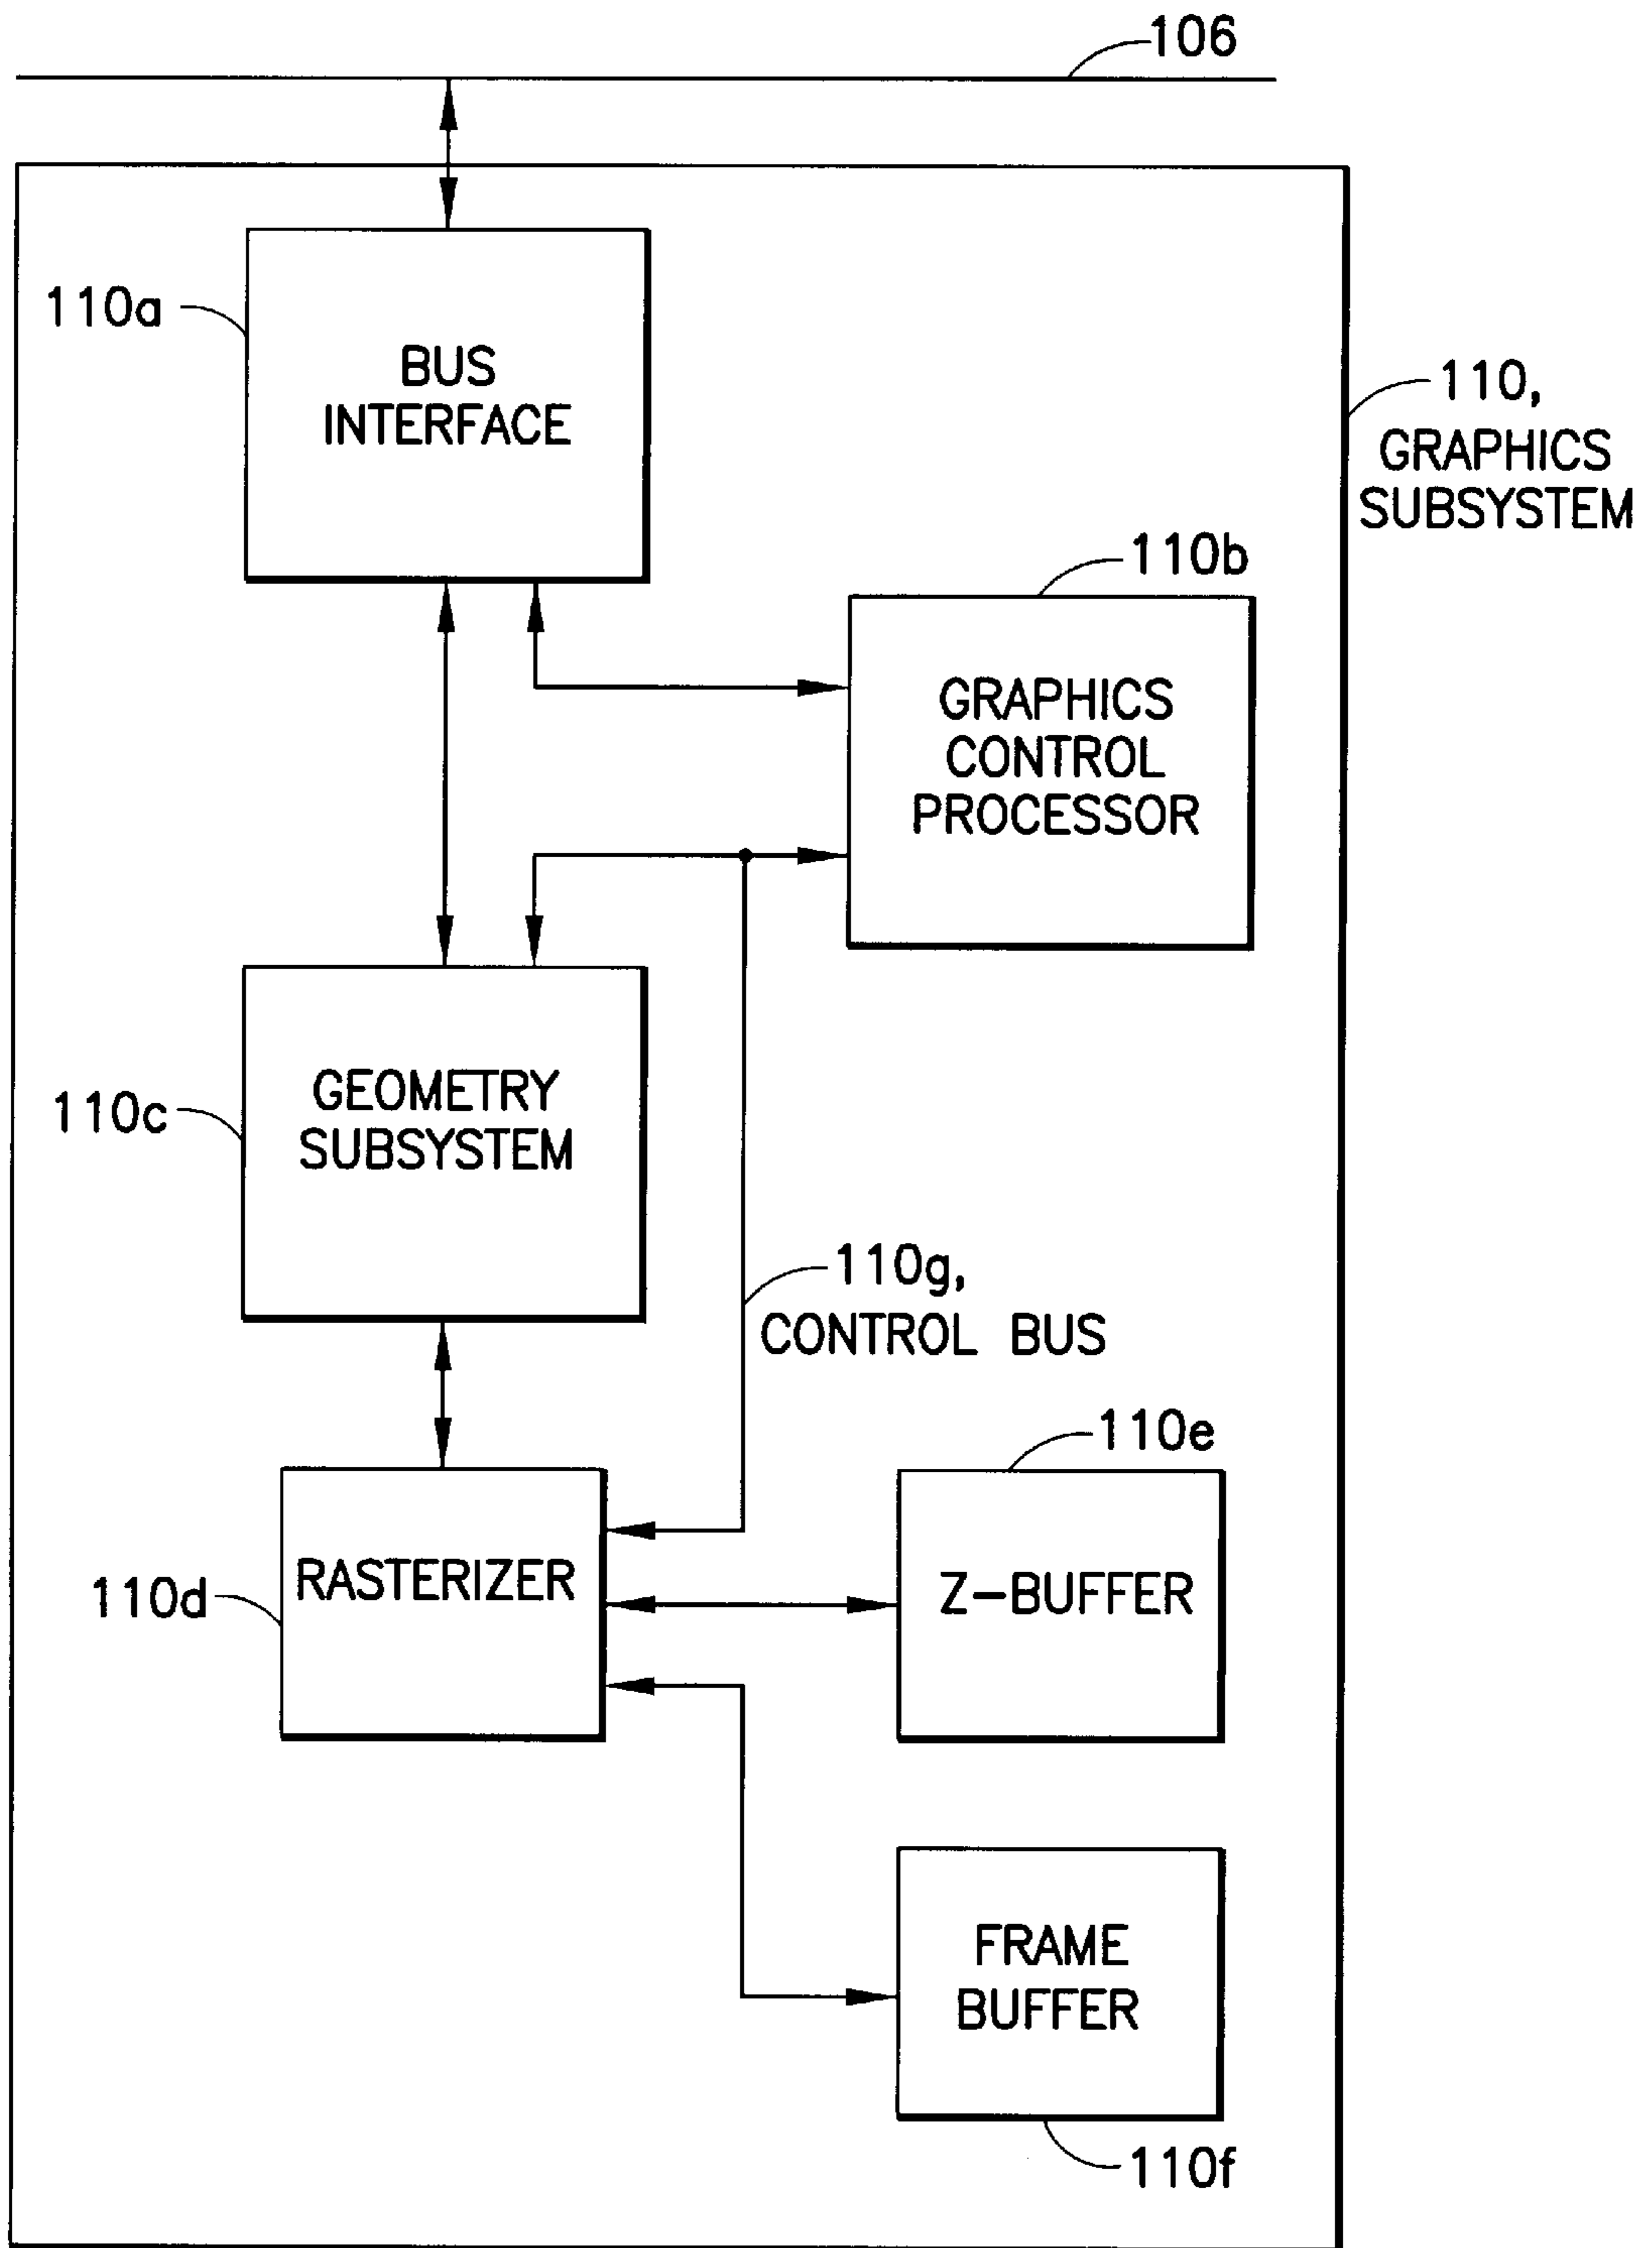 106
110a
BUS
INTERFACE
110,
GRAPHICS
SUBSYSTEM
110b
GRAPHICS
CONTROL
PROCESSOR
110c
GEOMETRY
SUBSYSTEM
110g,
CONTROL BUS
110e
110d
RASTERIZER
Z-BUFFER
FRAME
BUFFER
110f